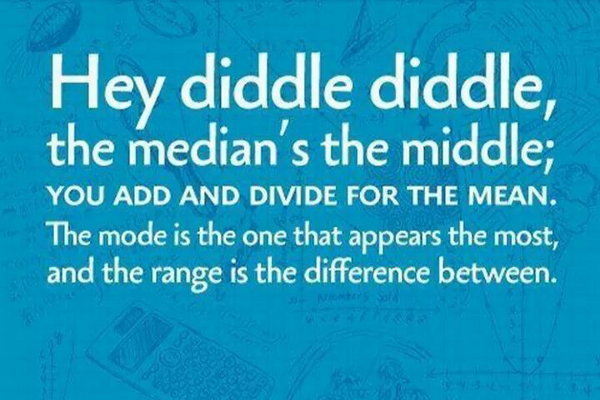 Hey diddle diddle,
the median's the middle;
YOU ADD AND DIVIDE FOR THE MEAN.
The mode is the one that appears the most,
and the range is the difference between.